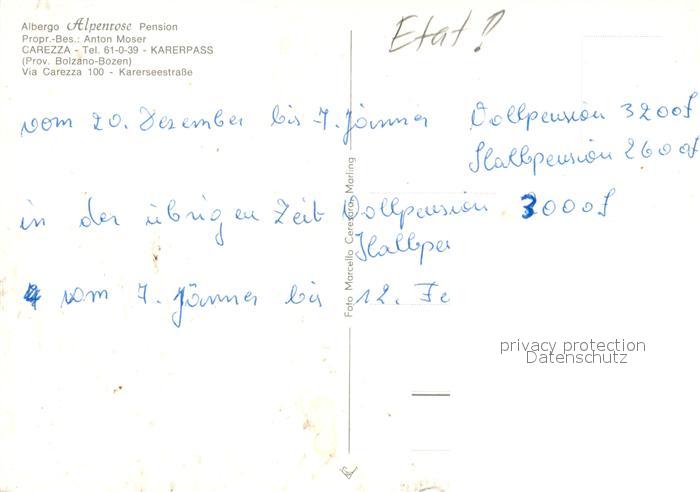 Albergo Alpenrose Pension
Propr.-Bes.: Anton Moser
CAREZZA - Tel. 61-0-39 - KARERPASS
(Prov. Bolzano-Bozen)
Via Carezza 100 - Karerseestraße
Etat!
vom 20. Dezember bis 7. Jänner Vollpension 3200£
Halbpension 2600£
in der übrigen Zeit Vollpension 3000£
Halbpe
vom 7. Jänner bis 12. Fe
Foto Marcello Ceresara, Marling
privacy protection
Datenschutz